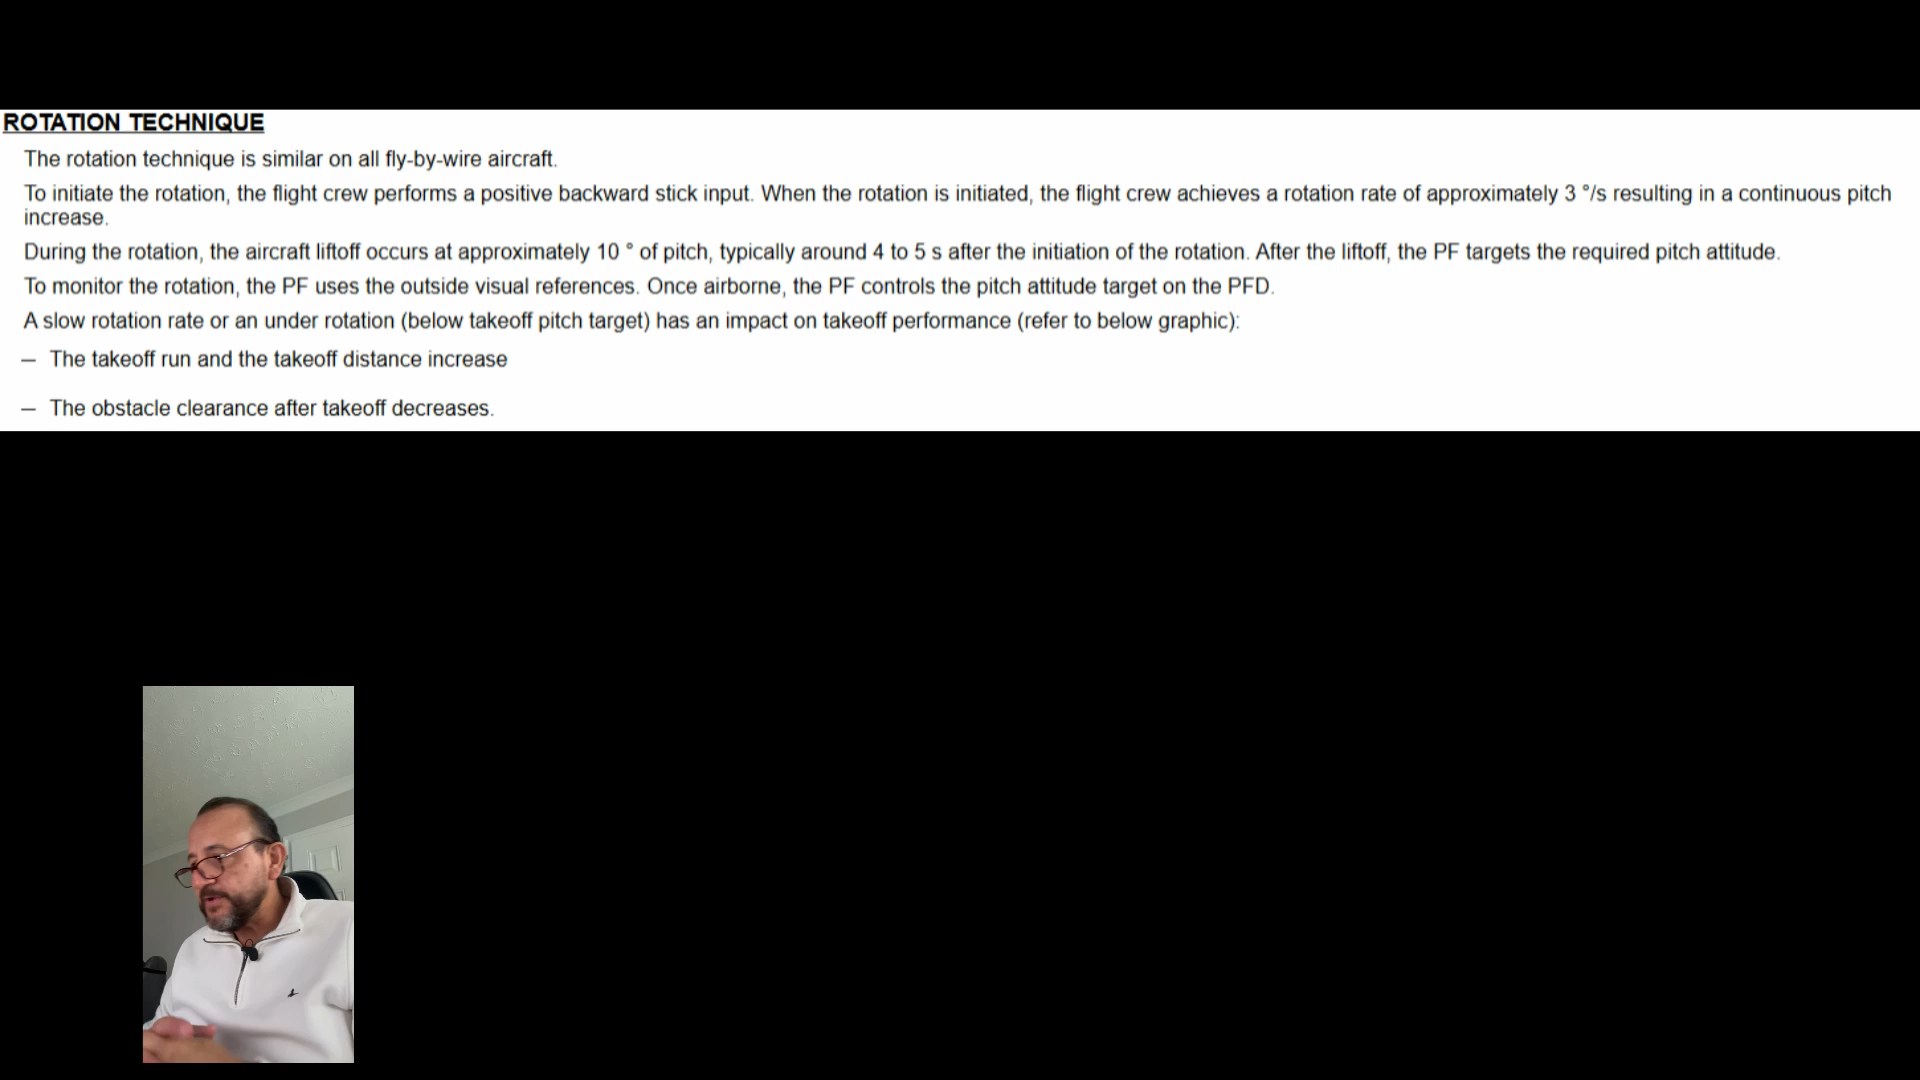 ROTATION TECHNIQUE
The rotation technique is similar on all fly-by-wire aircraft.
To initiate the rotation, the flight crew performs a positive backward stick input. When the rotation is initiated, the flight crew achieves a rotation rate of approximately 3 °/s resulting in a continuous pitch
increase.
During the rotation, the aircraft liftoff occurs at approximately 10 ° of pitch, typically around 4 to 5 s after the initiation of the rotation. After the liftoff, the PF targets the required pitch attitude.
To monitor the rotation, the PF uses the outside visual references. Once airborne, the PF controls the pitch attitude target on the PFD.
A slow rotation rate or an under rotation (below takeoff pitch target) has an impact on takeoff performance (refer to below graphic):
– The takeoff run and the takeoff distance increase
– The obstacle clearance after takeoff decreases.